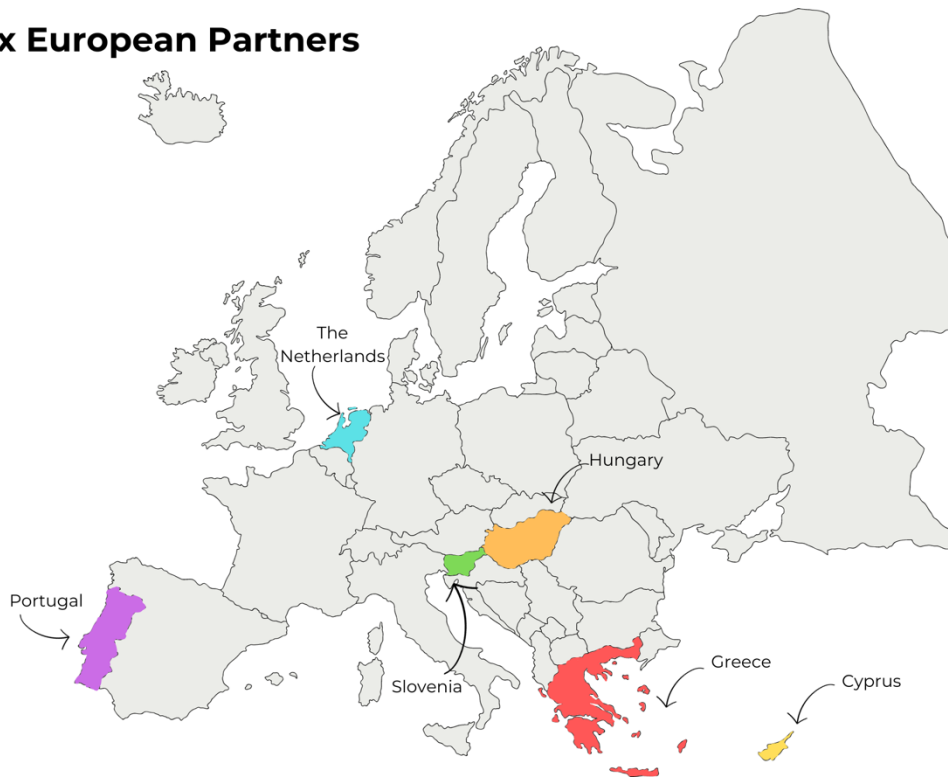 x European Partners
The
Netherlands
Hungary
Portugal
Greece
Cyprus
Slovenia